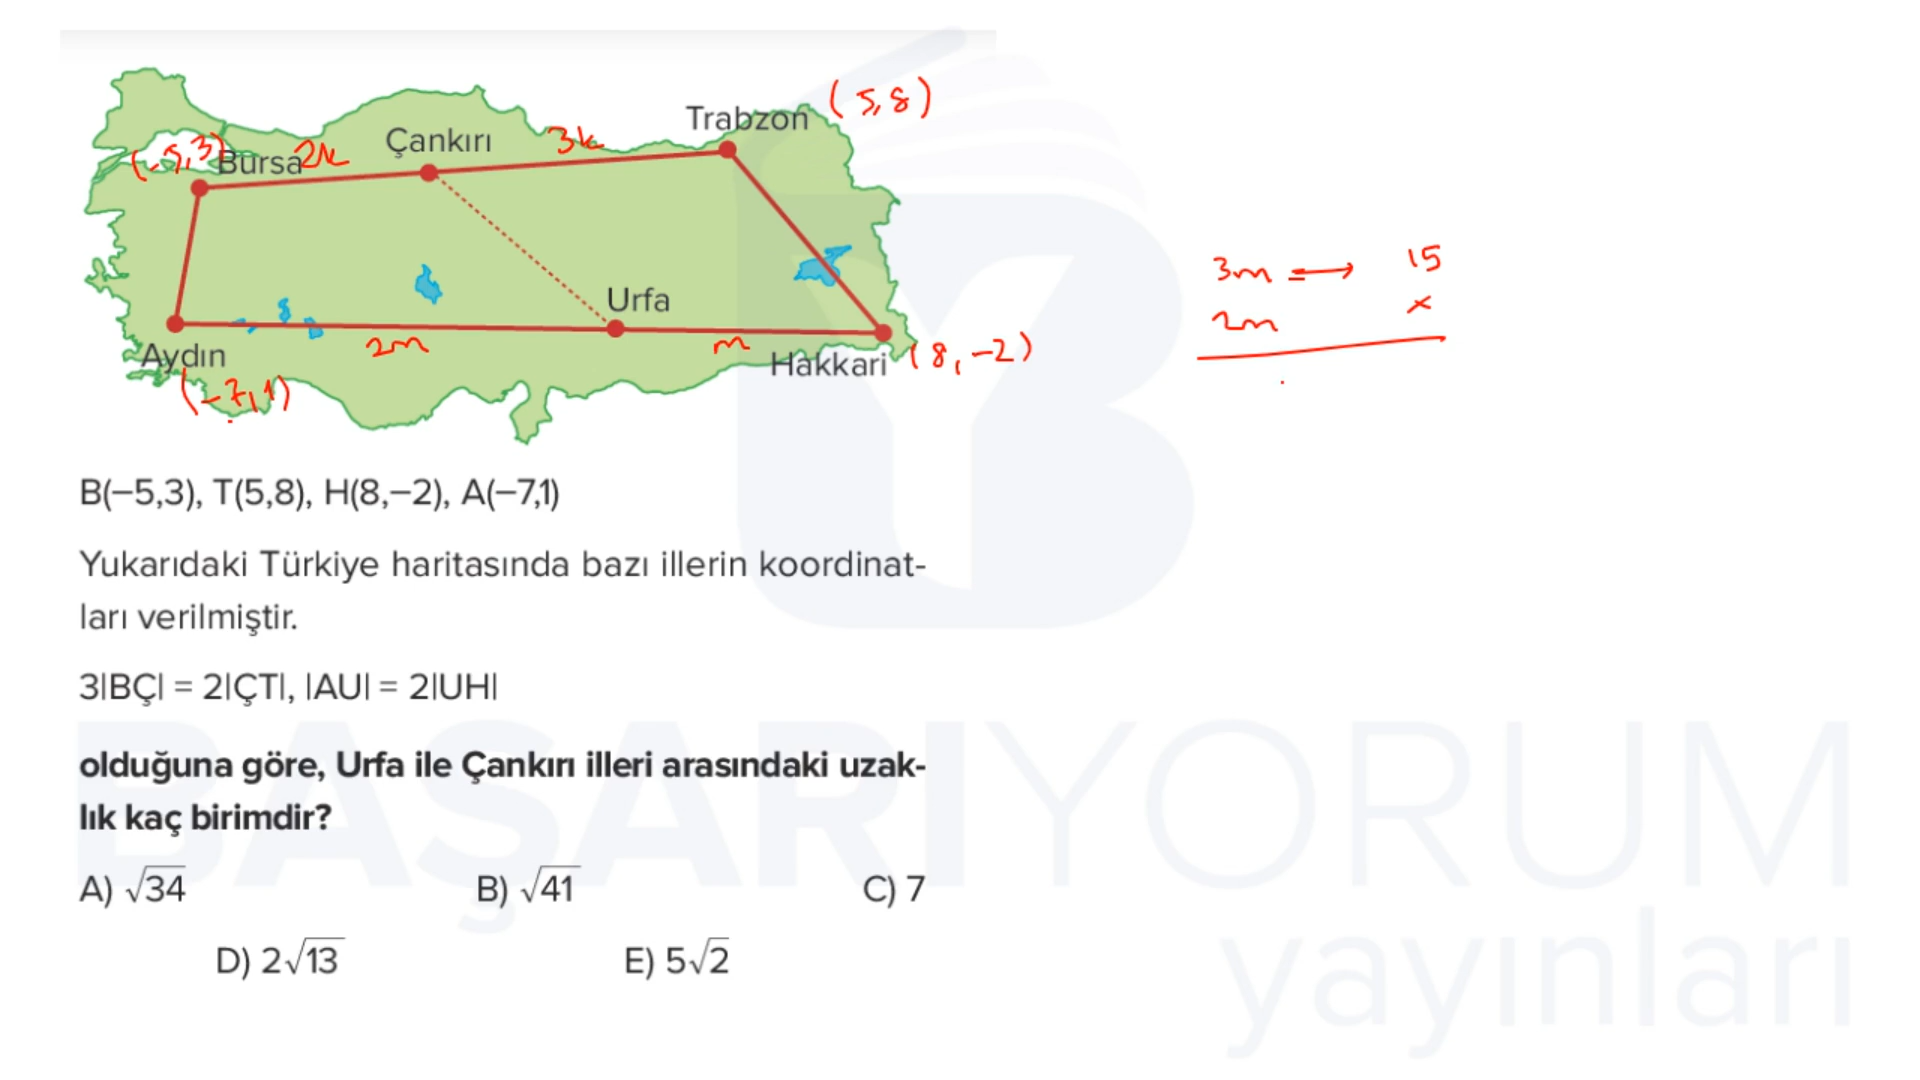 Trabzon (5,8)
Çankırı 3k
(-5,3) Bursa 2k
3m → 15
Urfa
2m x
2m m
Aydın Hakkari (8,-2)
(-7,1)
B(–5,3), T(5,8), H(8,–2), A(–7,1)
Yukarıdaki Türkiye haritasında bazı illerin koordinat-
ları verilmiştir.
3|BÇ| = 2|ÇT|, |AU| = 2|UH|
olduğuna göre, Urfa ile Çankırı illeri arasındaki uzak-
lık kaç birimdir?
A) √34 B) √41 C) 7
D) 2√13 E) 5√2
BAŞARIYORUM
yayınları